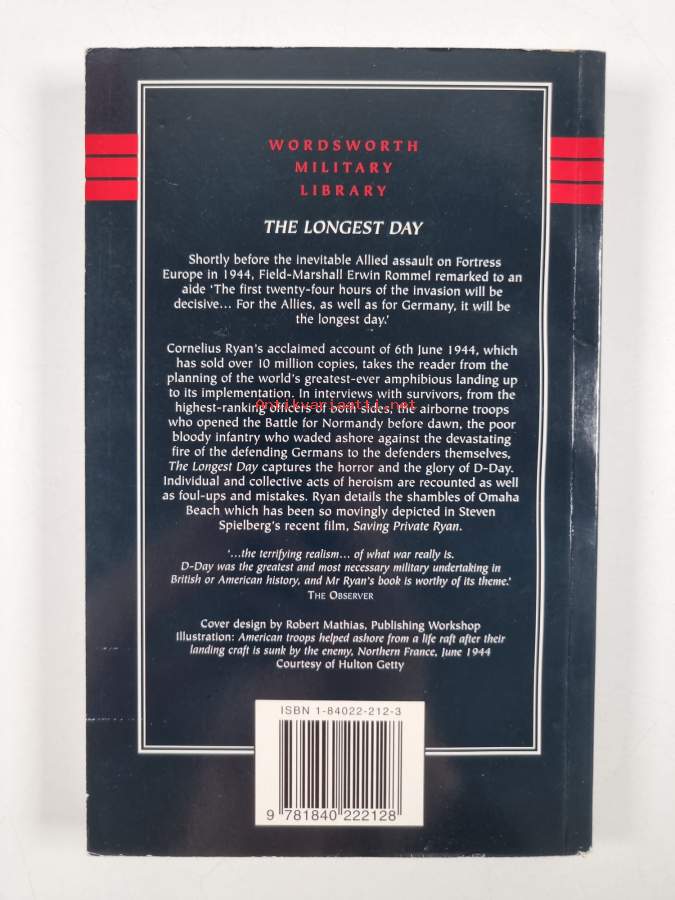 WORDSWORTH
MILITARY
LIBRARY
THE LONGEST DAY
Shortly before the inevitable Allied assault on Fortress
Europe in 1944, Field-Marshall Erwin Rommel remarked to an
aide ‘The first twenty-four hours of the invasion will be
decisive... For the Allies, as well as for Germany, it will be
the longest day.’
Cornelius Ryan’s acclaimed account of 6th June 1944, which
has sold over 10 million copies, takes the reader from the
planning of the world’s greatest-ever amphibious landing up
to its implementation. In interviews with survivors, from the
highest-ranking officers of both sides, the airborne troops
Antikvariaatti.net
who opened the Battle for Normandy before dawn, the poor
bloody infantry who waded ashore against the devastating
fire of the defending Germans to the defenders themselves,
The Longest Day captures the horror and the glory of D-Day.
Individual and collective acts of heroism are recounted as well
as foul-ups and mistakes. Ryan details the shambles of Omaha
Beach which has been so movingly depicted in Steven
Spielberg’s recent film, Saving Private Ryan.
‘...the terrifying realism... of what war really is.
D-Day was the greatest and most necessary military undertaking in
British or American history, and Mr Ryan’s book is worthy of its theme.’
THE OBSERVER
Cover design by Robert Mathias, Publishing Workshop
Illustration: American troops helped ashore from a life raft after their
landing craft is sunk by the enemy, Northern France, June 1944
Courtesy of Hulton Getty
ISBN 1-84022-212-3
9 781840 222128